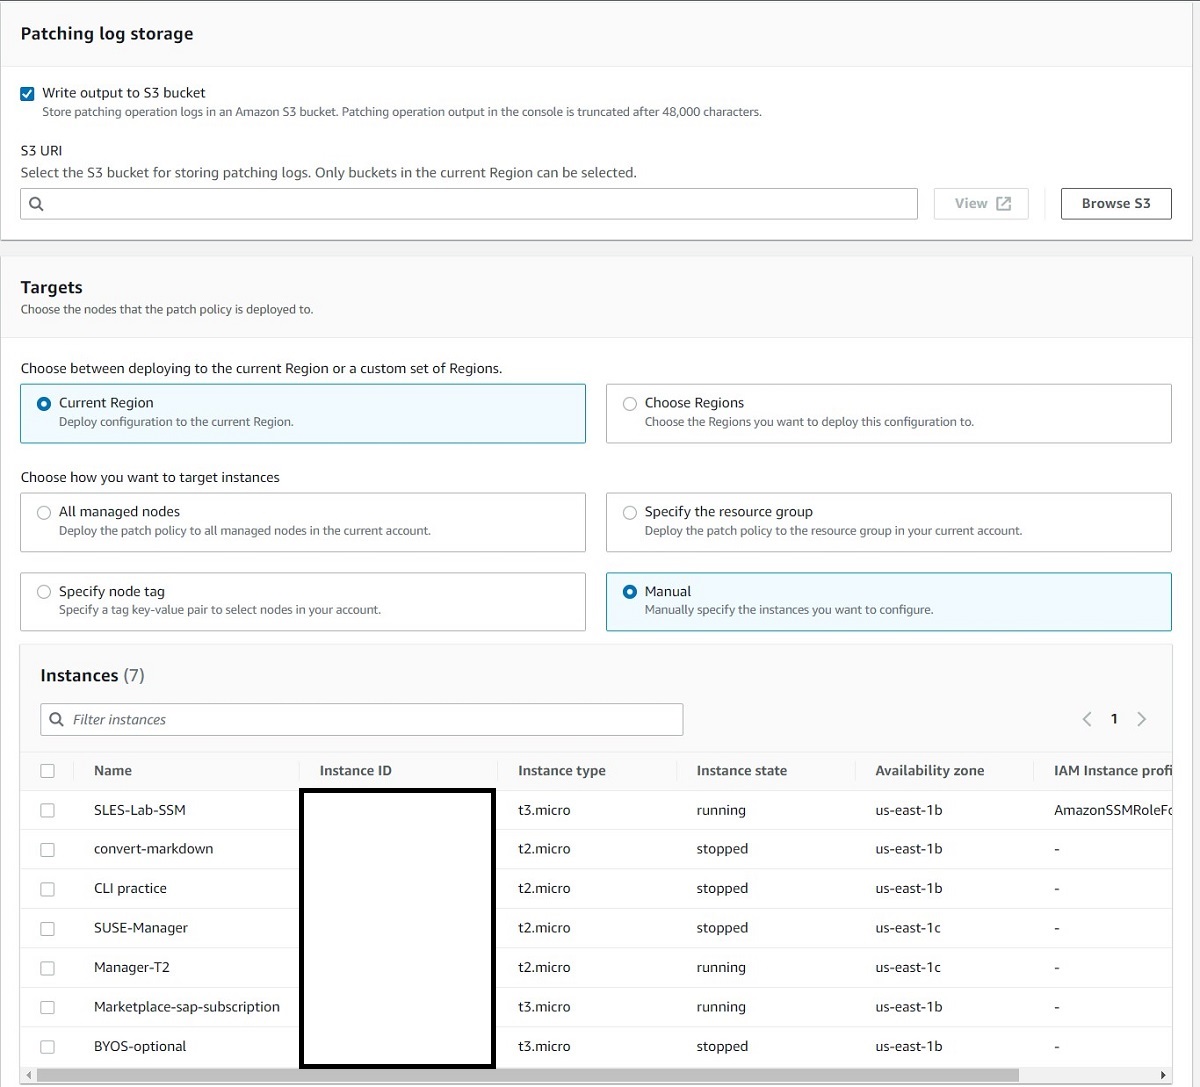 Patching log storage
Write output to S3 bucket
Store patching operation logs in an Amazon S3 bucket. Patching operation output in the console is truncated after 48,000 characters.
S3 URI
Select the S3 bucket for storing patching logs. Only buckets in the current Region can be selected.
View Browse S3
Targets
Choose the nodes that the patch policy is deployed to.
Choose between deploying to the current Region or a custom set of Regions.
Current Region
Deploy configuration to the current Region.
Choose Regions
Choose the Regions you want to deploy this configuration to.
Choose how you want to target instances
All managed nodes
Deploy the patch policy to all managed nodes in the current account.
Specify the resource group
Deploy the patch policy to the resource group in your current account.
Specify node tag
Specify a tag key-value pair to select nodes in your account.
Manual
Manually specify the instances you want to configure.
Instances (7)
Filter instances
1
Name Instance ID Instance type Instance state Availability zone IAM Instance profi
SLES-Lab-SSM t3.micro running us-east-1b AmazonSSMRoleFo
convert-markdown t2.micro stopped us-east-1b -
CLI practice t2.micro stopped us-east-1b -
SUSE-Manager t2.micro stopped us-east-1c -
Manager-T2 t2.micro running us-east-1c -
Marketplace-sap-subscription t3.micro running us-east-1b -
BYOS-optional t3.micro stopped us-east-1b -